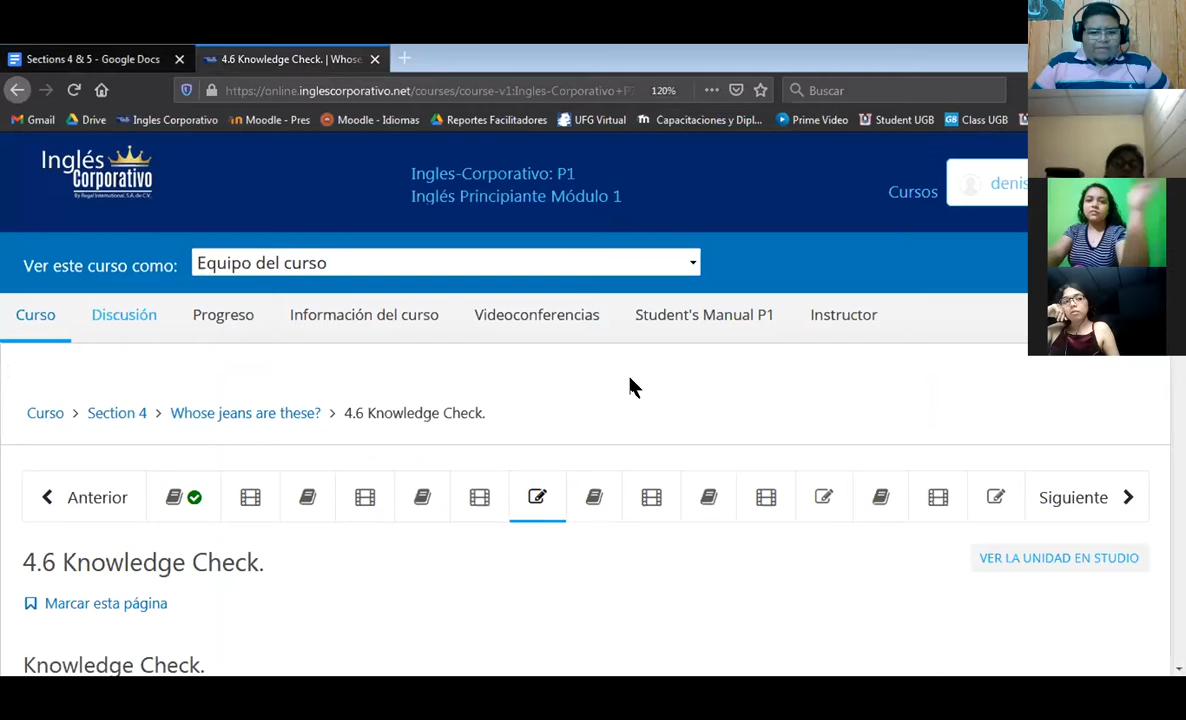 Sections 4 & 5 - Google Docs
4.6 Knowledge Check. | Whose
https://online.inglescorporativo.net/courses/course-v1:Ingles-Corporativo+P
120%
Buscar
Gmail
Drive
Ingles Corporativo
Moodle - Pres
Moodle - Idiomas
Reportes Facilitadores
UFG Virtual
Capacitaciones y Dipl...
Prime Video
Student UGB
Class UGB
Inglés
Corporativo
By Regal International, S.A. de C.V.
Ingles-Corporativo: P1
Inglés Principiante Módulo 1
Cursos
denis
Ver este curso como:
Equipo del curso
Curso
Discusión
Progreso
Información del curso
Videoconferencias
Student's Manual P1
Instructor
Curso > Section 4 > Whose jeans are these? > 4.6 Knowledge Check.
Anterior
Siguiente
4.6 Knowledge Check.
VER LA UNIDAD EN STUDIO
Marcar esta página
Knowledge Check.